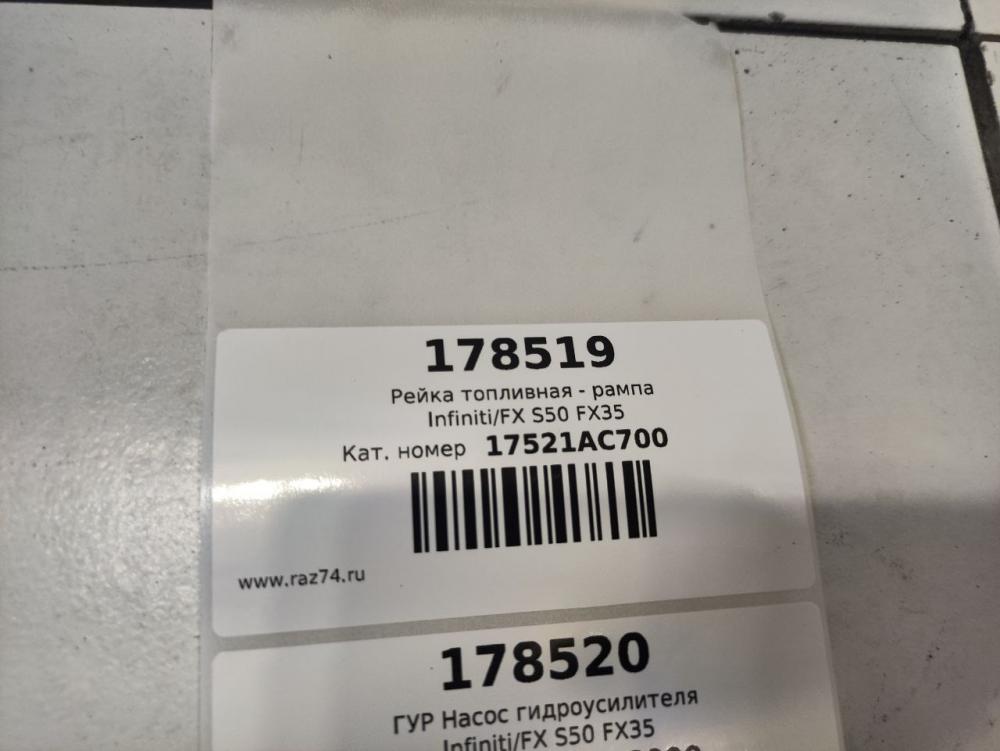 178519
Рейка топливная - рампа
Infiniti/FX S50 FX35
Кат. номер 17521AC700
www.raz74.ru
178520
ГУР Насос гидроусилителя
Infiniti/FX S50 FX35